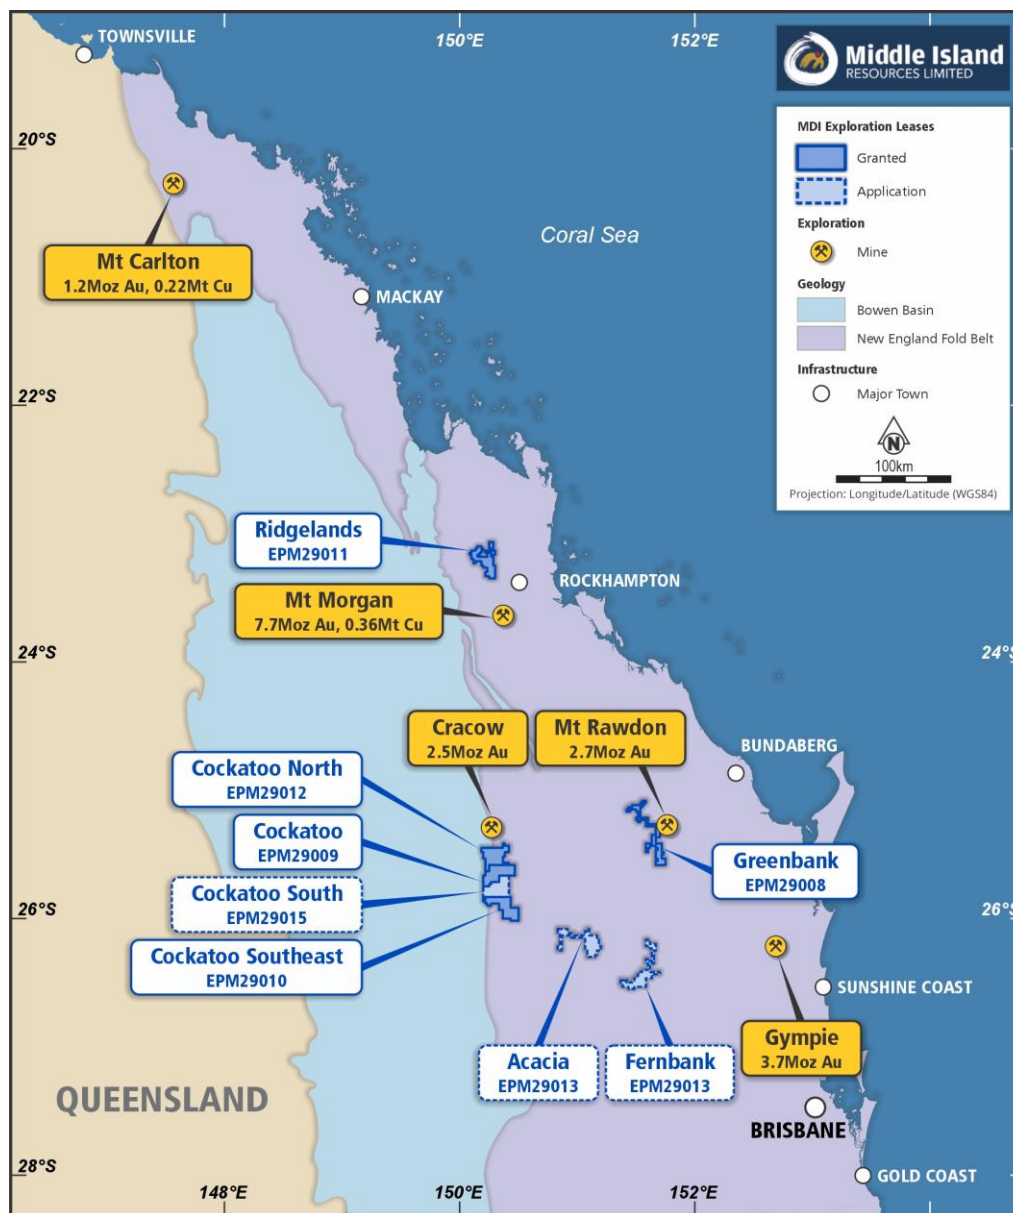 TOWNSVILLE
150°E
152°E
Middle Island
RESOURCES LIMITED
MDI Exploration Leases
Granted
Application
Exploration
Mine
Geology
Bowen Basin
New England Fold Belt
Infrastructure
Major Town
N
100km
Projection: Longitude/Latitude (WGS84)
20°S
Coral Sea
Mt Carlton
1.2Moz Au, 0.22Mt Cu
MACKAY
22°S
Ridgelands
EPM29011
ROCKHAMPTON
Mt Morgan
7.7Moz Au, 0.36Mt Cu
24°S
24°S
Cracow
2.5Moz Au
Mt Rawdon
2.7Moz Au
BUNDABERG
Cockatoo North
EPM29012
Cockatoo
EPM29009
Greenbank
EPM29008
Cockatoo South
EPM29015
26°S
26°S
Cockatoo Southeast
EPM29010
SUNSHINE COAST
Acacia
EPM29013
Fernbank
EPM29013
Gympie
3.7Moz Au
QUEENSLAND
BRISBANE
28°S
GOLD COAST
148°E
150°E
152°E